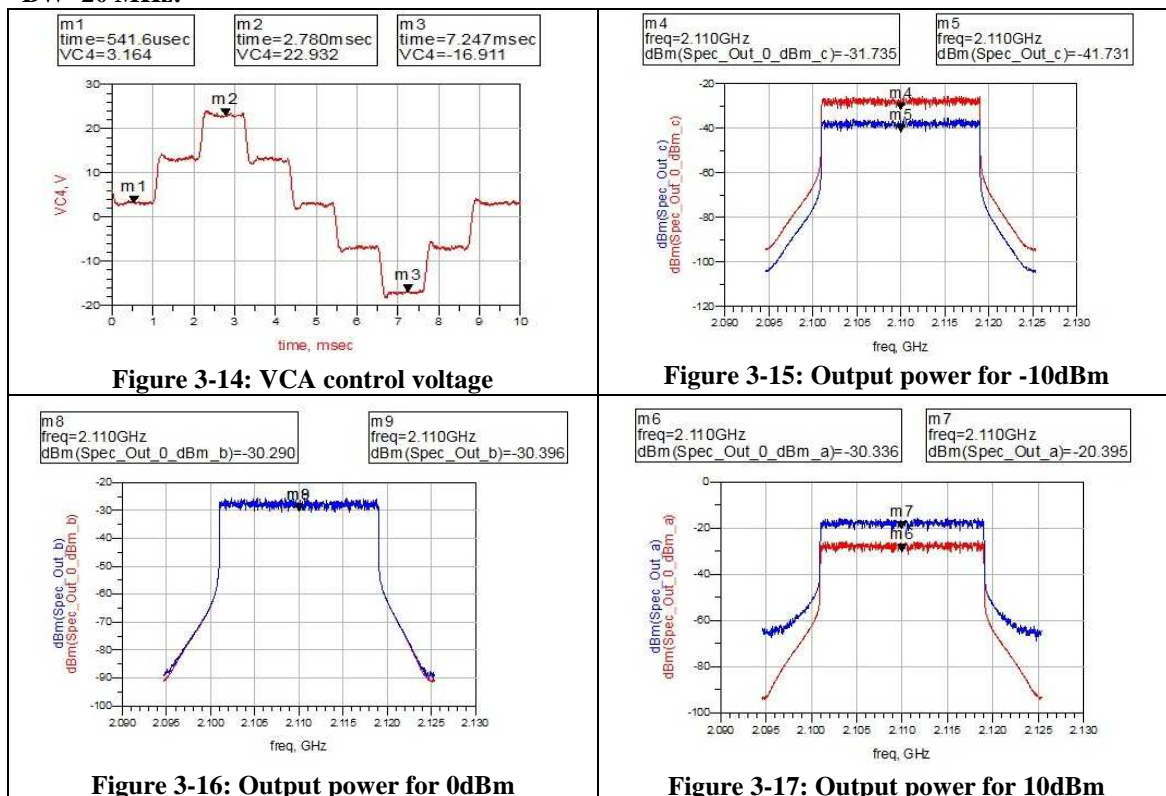 BW=20 MHz.
m1
time=541.6usec
VC4=3.164
m2
time=2.780msec
VC4=22.932
m3
time=7.247msec
VC4=-16.911
30
20
10
0
-10
-20
VC4, V
m1
m2
m3
0 1 2 3 4 5 6 7 8 9 10
time, msec
Figure 3-14: VCA control voltage
m4
freq=2.110GHz
dBm(Spec_Out_0_dBm_c)=-31.735
m5
freq=2.110GHz
dBm(Spec_Out_c)=-41.731
-20
-40
-60
-80
-100
-120
dBm(Spec_Out_c)
dBm(Spec_Out_0_dBm_c)
m4
m5
2.090 2.095 2.100 2.105 2.110 2.115 2.120 2.125 2.130
freq, GHz
Figure 3-15: Output power for -10dBm
m8
freq=2.110GHz
dBm(Spec_Out_0_dBm_b)=-30.290
m9
freq=2.110GHz
dBm(Spec_Out_b)=-30.396
-20
-30
-40
-50
-60
-70
-80
-90
-100
dBm(Spec_Out_b)
dBm(Spec_Out_0_dBm_b)
2.090 2.095 2.100 2.105 2.110 2.115 2.120 2.125 2.130
freq, GHz
Figure 3-16: Output power for 0dBm
m6
freq=2.110GHz
dBm(Spec_Out_0_dBm_a)=-30.336
m7
freq=2.110GHz
dBm(Spec_Out_a)=-20.395
0
-20
-40
-60
-80
-100
dBm(Spec_Out_a)
dBm(Spec_Out_0_dBm_a)
m7
m6
2.090 2.095 2.100 2.105 2.110 2.115 2.120 2.125 2.130
freq, GHz
Figure 3-17: Output power for 10dBm